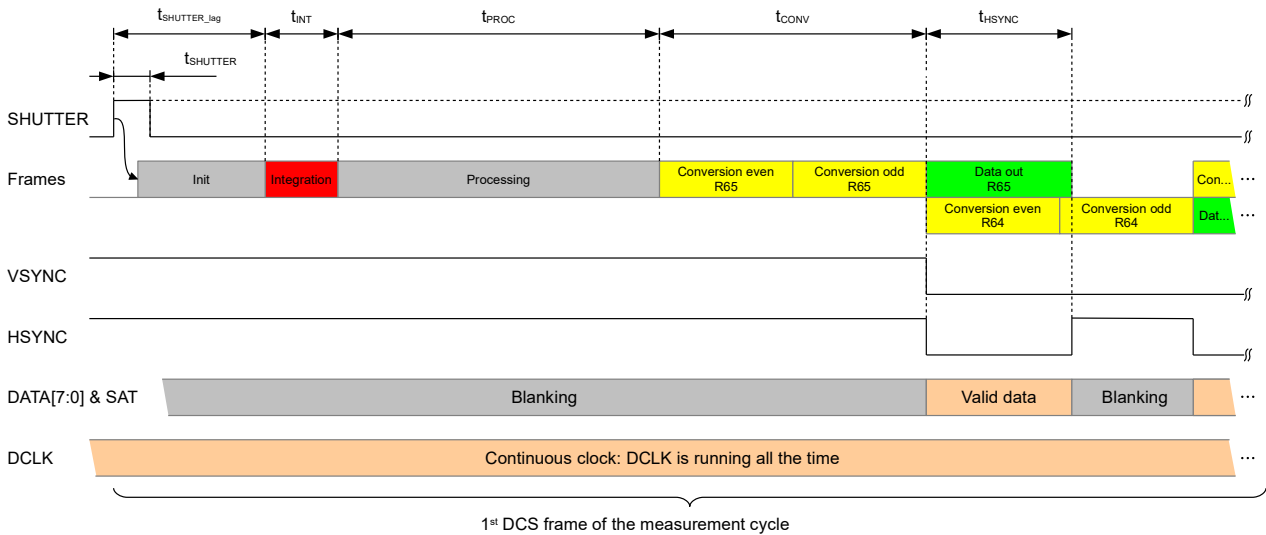 tSHUTTER_lag
tINT
tPROC
tCONV
tHSYNC
tSHUTTER
SHUTTER
Frames
Init
Integration
Processing
Conversion even
R65
Conversion odd
R65
Data out
R65
Con...
...
Conversion even
R64
Conversion odd
R64
Dat...
...
VSYNC
HSYNC
DATA[7:0] & SAT
Blanking
Valid data
Blanking
...
DCLK
Continuous clock: DCLK is running all the time
...
1st DCS frame of the measurement cycle